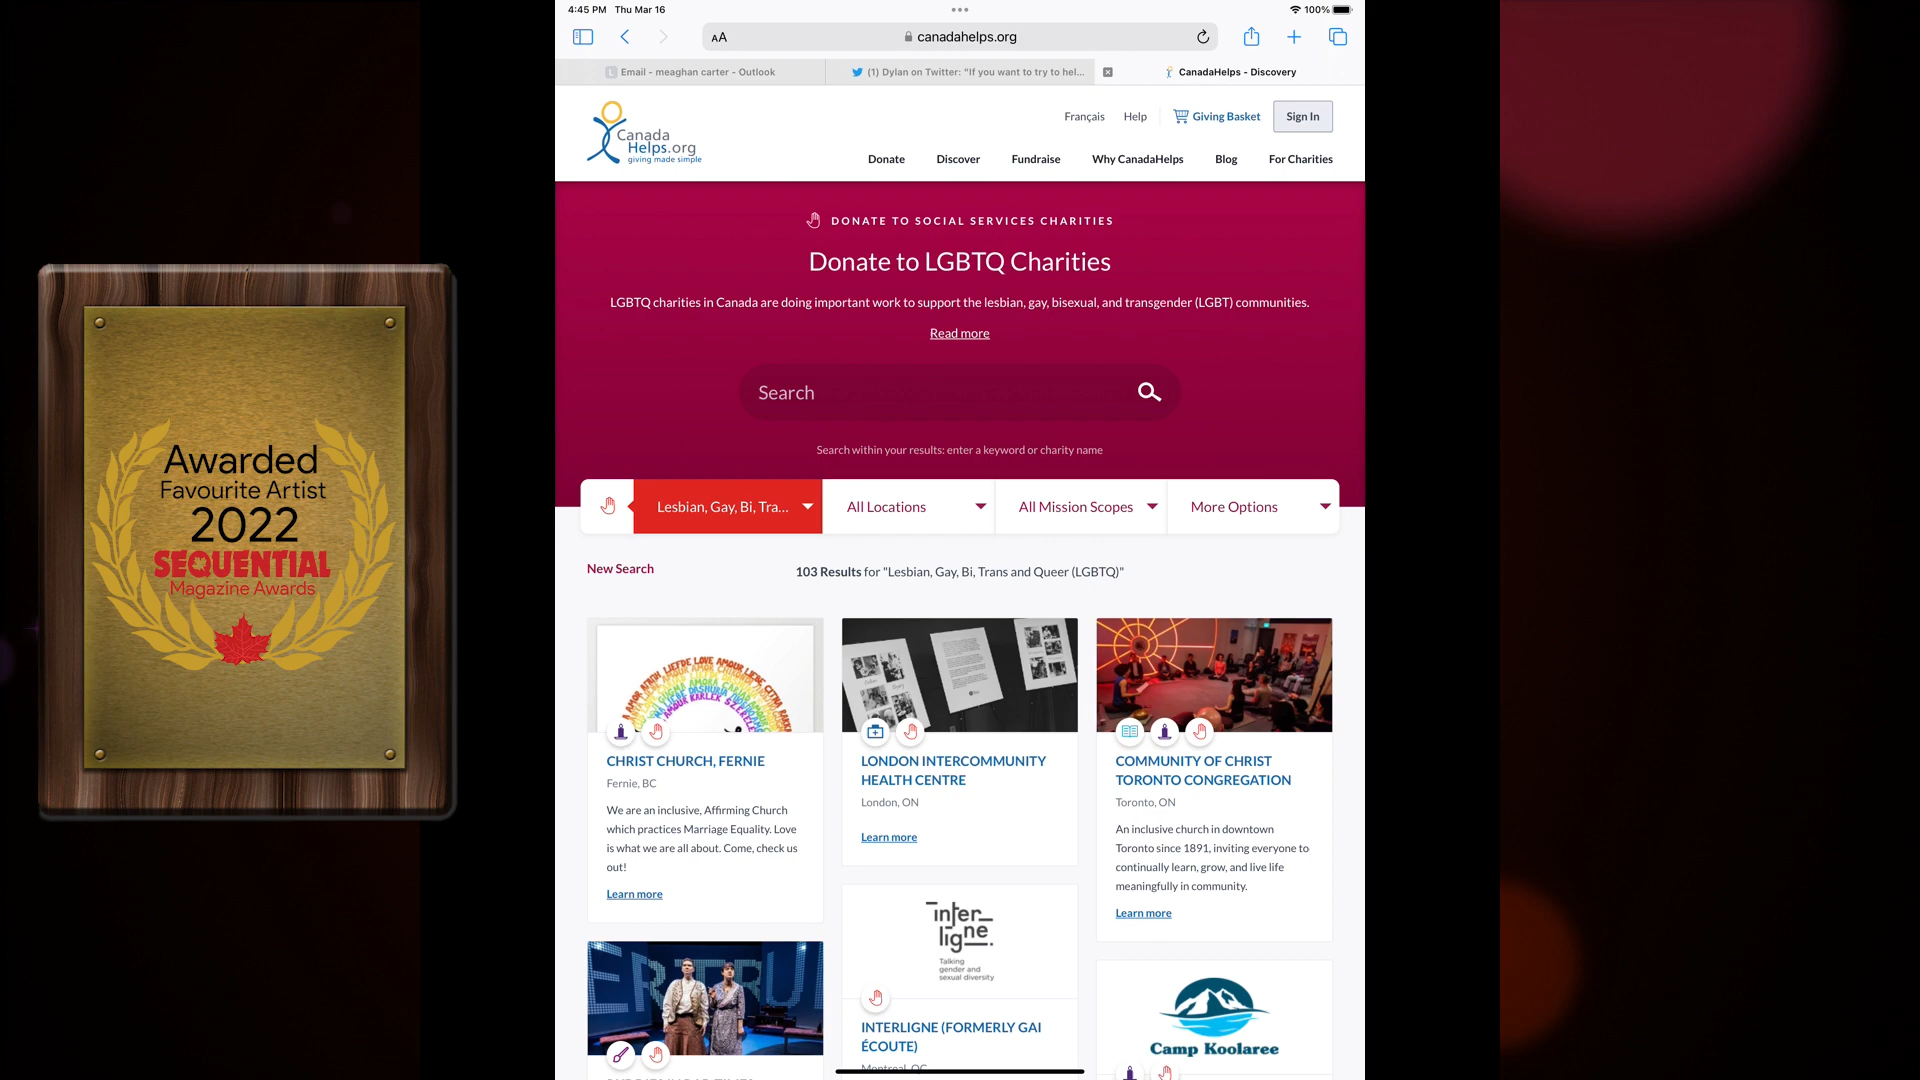 Awarded
Favourite Artist
2022
SEQUENTIAL
Magazine Awards
4:45 PM Thu Mar 16
100%
AA
canadahelps.org
Email - meaghan carter - Outlook
(1) Dylan on Twitter: "If you want to try to hel...
CanadaHelps - Discovery
Canada
Helps.org
giving made simple
Français
Help
Giving Basket
Sign In
Donate
Discover
Fundraise
Why CanadaHelps
Blog
For Charities
DONATE TO SOCIAL SERVICES CHARITIES
Donate to LGBTQ Charities
LGBTQ charities in Canada are doing important work to support the lesbian, gay, bisexual, and transgender (LGBT) communities.
Read more
Search
Search within your results: enter a keyword or charity name
Lesbian, Gay, Bi, Tra...
All Locations
All Mission Scopes
More Options
New Search
103 Results for "Lesbian, Gay, Bi, Trans and Queer (LGBTQ)"
CHRIST CHURCH, FERNIE
Fernie, BC
We are an inclusive, Affirming Church
which practices Marriage Equality. Love
is what we are all about. Come, check us
out!
Learn more
LONDON INTERCOMMUNITY
HEALTH CENTRE
London, ON
Learn more
COMMUNITY OF CHRIST
TORONTO CONGREGATION
Toronto, ON
An inclusive church in downtown
Toronto since 1891, inviting everyone to
continually learn, grow, and live life
meaningfully in community.
Learn more
inter_
ligne_.
Talking
gender and
sexual diversity
INTERLIGNE (FORMERLY GAI
ÉCOUTE)
Montreal, QC
Camp Koolaree